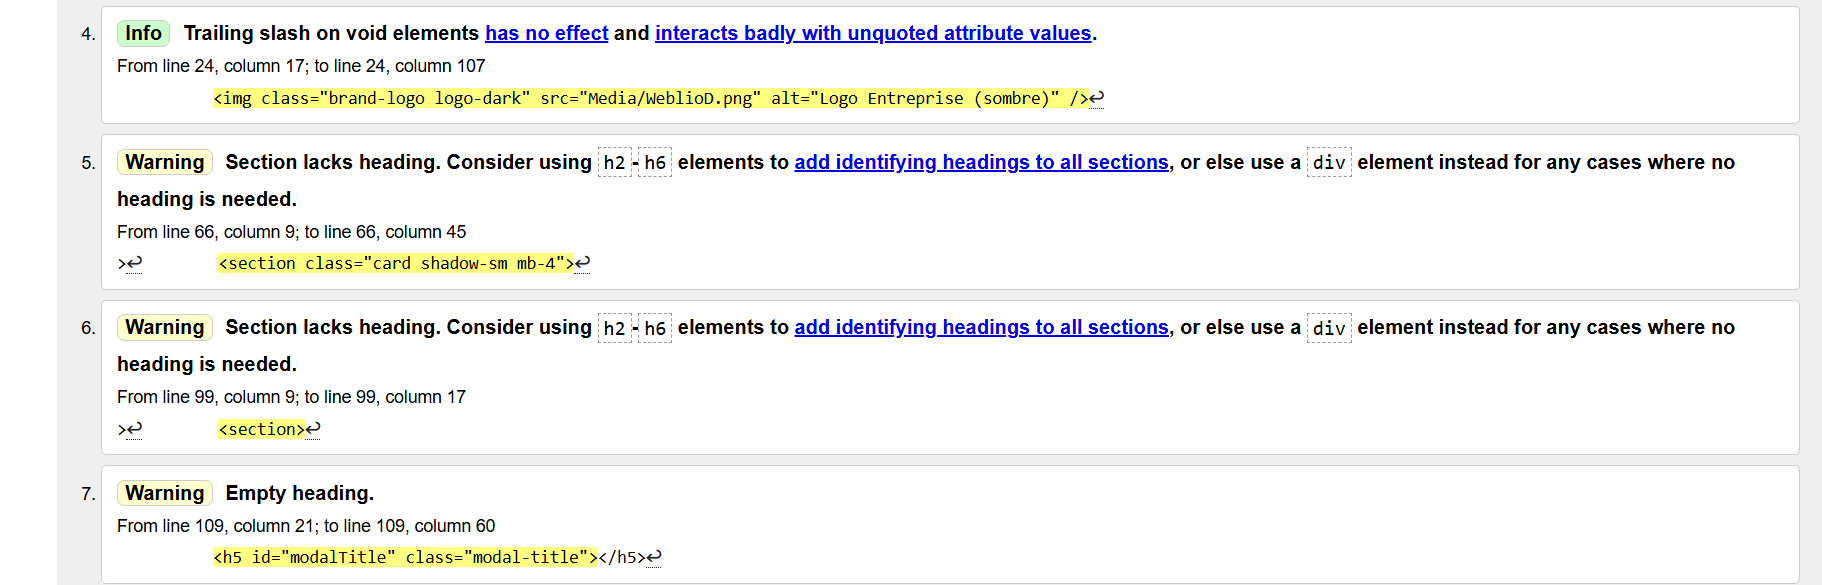 4. Info Trailing slash on void elements has no effect and interacts badly with unquoted attribute values.
From line 24, column 17; to line 24, column 107
<img class="brand-logo logo-dark" src="Media/WeblioD.png" alt="Logo Entreprise (sombre)" />↩
5. Warning Section lacks heading. Consider using h2-h6 elements to add identifying headings to all sections, or else use a div element instead for any cases where no
heading is needed.
From line 66, column 9; to line 66, column 45
>↩ <section class="card shadow-sm mb-4">↩
6. Warning Section lacks heading. Consider using h2-h6 elements to add identifying headings to all sections, or else use a div element instead for any cases where no
heading is needed.
From line 99, column 9; to line 99, column 17
>↩ <section>↩
7. Warning Empty heading.
From line 109, column 21; to line 109, column 60
<h5 id="modalTitle" class="modal-title"></h5>↩